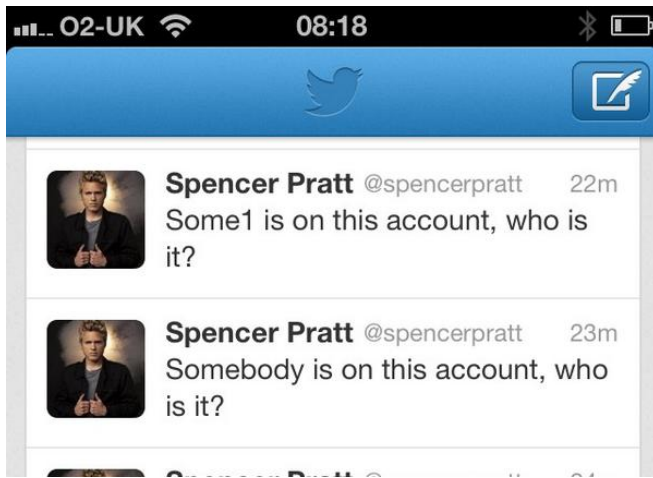 O2-UK 08:18
Spencer Pratt @spencerpratt 22m
Some1 is on this account, who is
it?
Spencer Pratt @spencerpratt 23m
Somebody is on this account, who
is it?